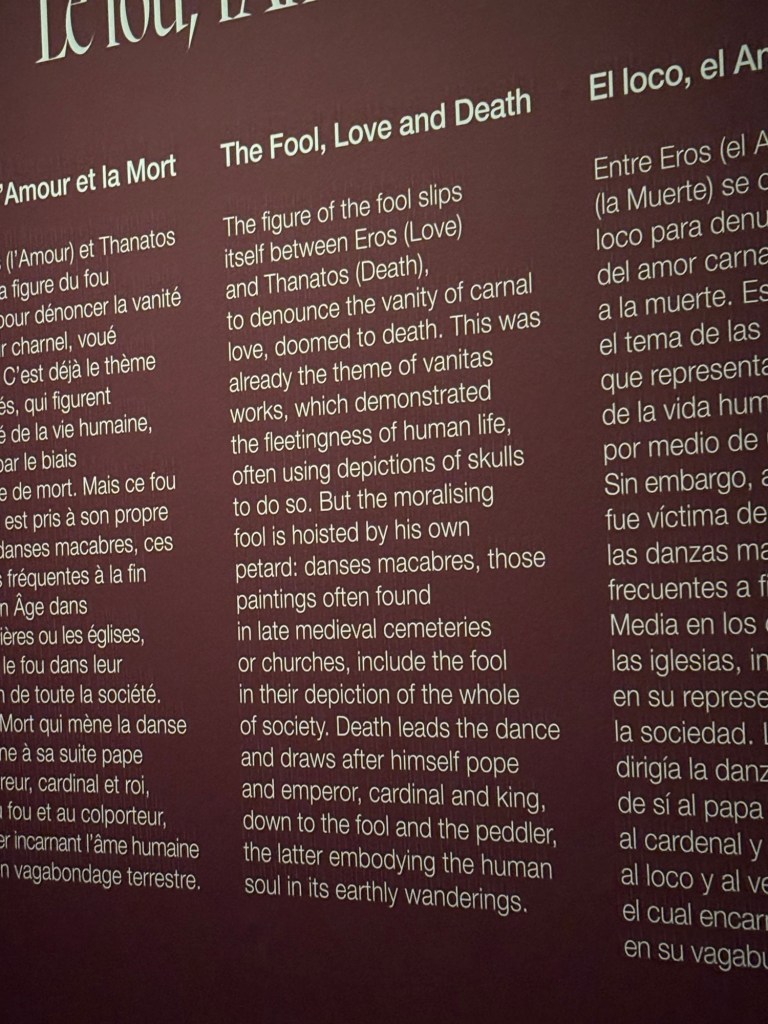 Le fou,
l'Amour et la Mort
(l'Amour) et Thanatos
a figure du fou
pour dénoncer la vanité
r charnel, voué
C'est déjà le thème
és, qui figurent
é de la vie humaine,
par le biais
e de mort. Mais ce fou
est pris à son propre
danses macabres, ces
fréquentes à la fin
n Âge dans
ières ou les églises,
le fou dans leur
n de toute la société.
Mort qui mène la danse
ne à sa suite pape
reur, cardinal et roi,
fou et au colporteur,
er incarnant l'âme humaine
n vagabondage terrestre.
The Fool, Love and Death
The figure of the fool slips
itself between Eros (Love)
and Thanatos (Death),
to denounce the vanity of carnal
love, doomed to death. This was
already the theme of vanitas
works, which demonstrated
the fleetingness of human life,
often using depictions of skulls
to do so. But the moralising
fool is hoisted by his own
petard: danses macabres, those
paintings often found
in late medieval cemeteries
or churches, include the fool
in their depiction of the whole
of society. Death leads the dance
and draws after himself pope
and emperor, cardinal and king,
down to the fool and the peddler,
the latter embodying the human
soul in its earthly wanderings.
El loco, el Am
Entre Eros (el A
(la Muerte) se
loco para denu
del amor carna
a la muerte. Es
el tema de las
que representa
de la vida hum
por medio de
Sin embargo, a
fue víctima de
las danzas ma
frecuentes a fi
Media en los
las iglesias, in
en su represe
la sociedad. L
dirigía la danz
de sí al papa
al cardenal y
al loco y al ve
el cual encarn
en su vagabu